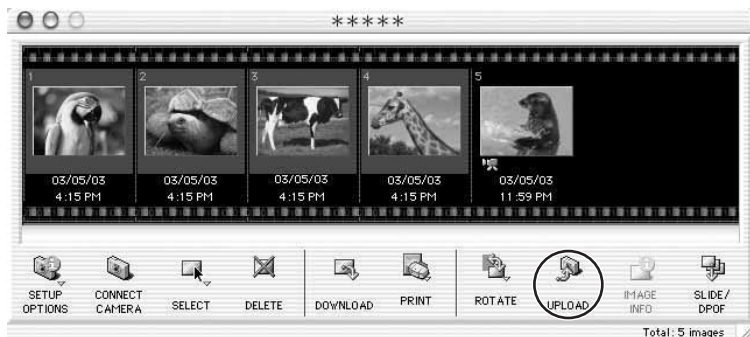 *****
1 2 3 4 5
03/05/03 03/05/03 03/05/03 03/05/03 03/05/03
4:15 PM 4:15 PM 4:15 PM 4:15 PM 11:59 PM
SETUP OPTIONS
CONNECT CAMERA
SELECT
DELETE
DOWNLOAD
PRINT
ROTATE
UPLOAD
IMAGE INFO
SLIDE/ DPOF
Total: 5 images